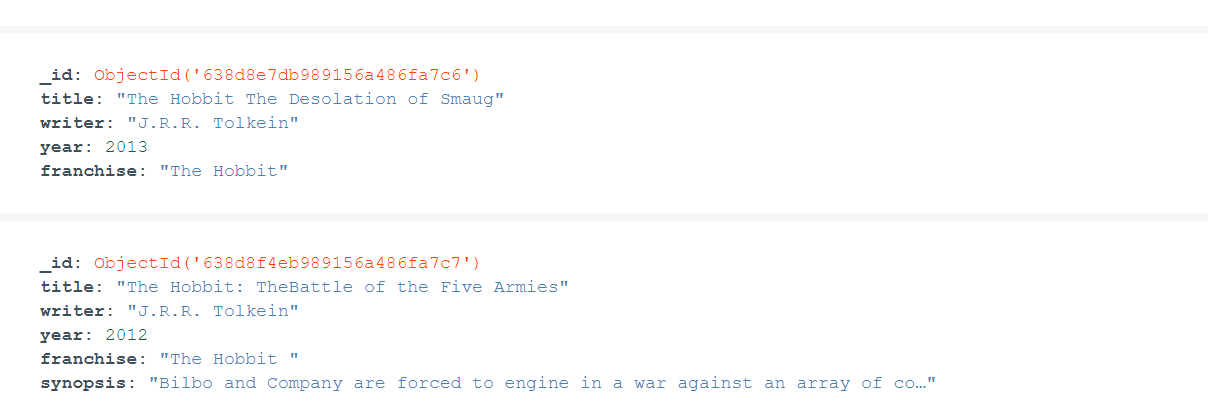 _id: ObjectId('638d8e7db989156a486fa7c6')
title: "The Hobbit The Desolation of Smaug"
writer: "J.R.R. Tolkein"
year: 2013
franchise: "The Hobbit"
_id: ObjectId('638d8f4eb989156a486fa7c7')
title: "The Hobbit: TheBattle of the Five Armies"
writer: "J.R.R. Tolkein"
year: 2012
franchise: "The Hobbit "
synopsis: "Bilbo and Company are forced to engine in a war against an array of co…"